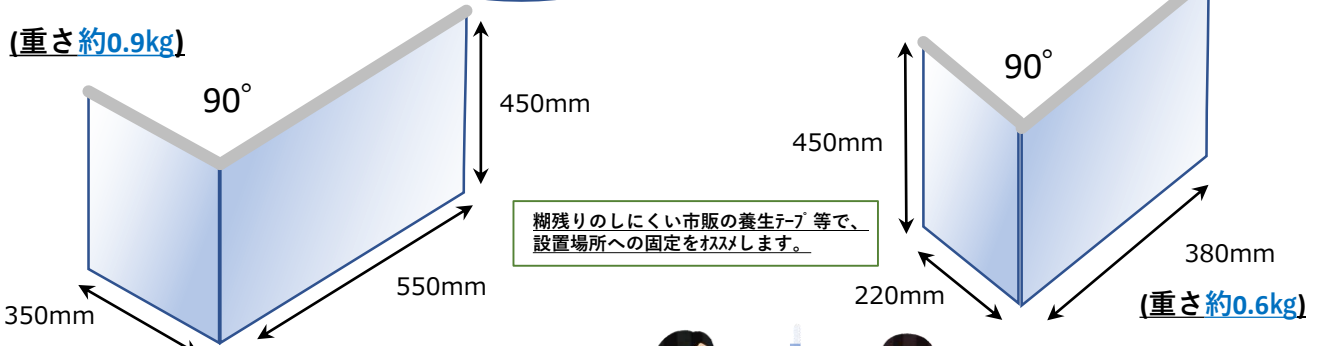 (重さ約0.9kg)
90°
450mm
350mm
550mm
糊残りのしにくい市販の養生ﾃｰﾌﾟ等で、
設置場所への固定をｵｽｽﾒします。
90°
450mm
220mm
380mm
(重さ約0.6kg)